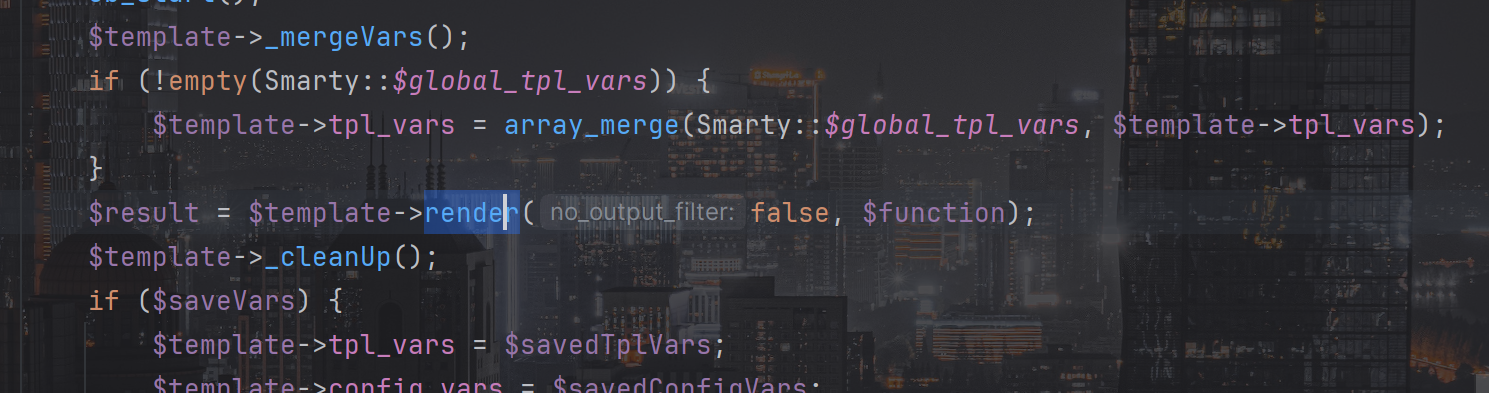 ob_start();
$template->_mergeVars();
if (!empty(Smarty::$global_tpl_vars)) {
$template->tpl_vars = array_merge(Smarty::$global_tpl_vars, $template->tpl_vars);
}
$result = $template->render( no_output_filter: false, $function);
$template->_cleanUp();
if ($saveVars) {
$template->tpl_vars = $savedTplVars;
$template->config_vars = $savedConfigVars;